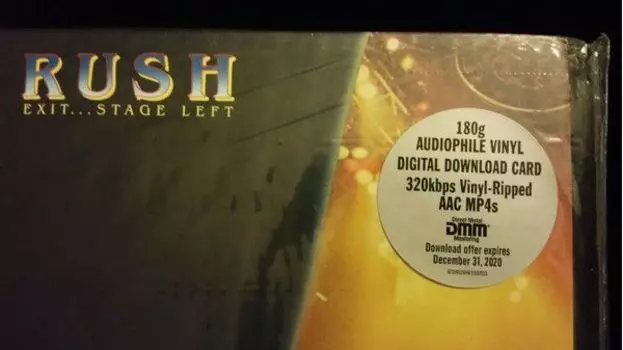 RUSH
EXIT...STAGE LEFT
180g
AUDIOPHILE VINYL
DIGITAL DOWNLOAD CARD
320kbps Vinyl-Ripped
AAC MP4s
Direct Metal
DMM
Mastering
Download offer expires
December 31, 2020